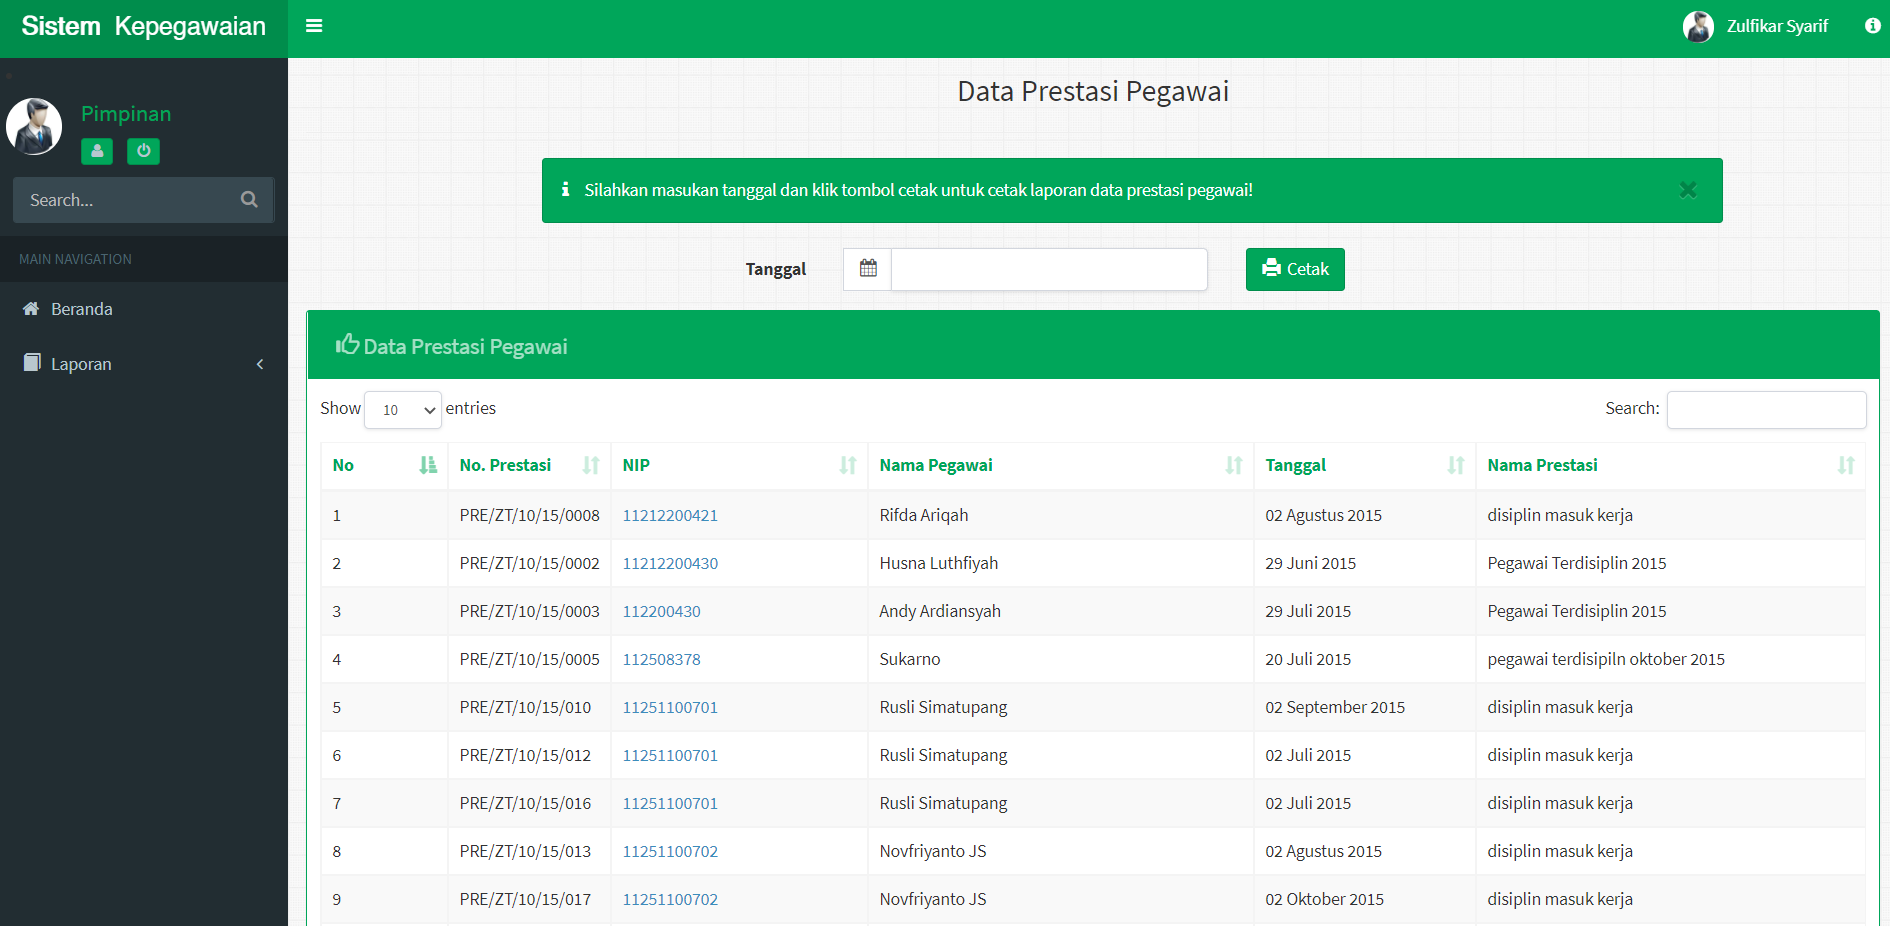 Sistem Kepegawaian
Zulfikar Syarif
Pimpinan
Search...
MAIN NAVIGATION
Beranda
Laporan
Data Prestasi Pegawai
Silahkan masukan tanggal dan klik tombol cetak untuk cetak laporan data prestasi pegawai!
Tanggal Cetak
Data Prestasi Pegawai
Show 10 entries Search:
No No. Prestasi NIP Nama Pegawai Tanggal Nama Prestasi
1 PRE/ZT/10/15/0008 11212200421 Rifda Ariqah 02 Agustus 2015 disiplin masuk kerja
2 PRE/ZT/10/15/0002 11212200430 Husna Luthfiyah 29 Juni 2015 Pegawai Terdisiplin 2015
3 PRE/ZT/10/15/0003 112200430 Andy Ardiansyah 29 Juli 2015 Pegawai Terdisiplin 2015
4 PRE/ZT/10/15/0005 112508378 Sukarno 20 Juli 2015 pegawai terdisipiln oktober 2015
5 PRE/ZT/10/15/010 11251100701 Rusli Simatupang 02 September 2015 disiplin masuk kerja
6 PRE/ZT/10/15/012 11251100701 Rusli Simatupang 02 Juli 2015 disiplin masuk kerja
7 PRE/ZT/10/15/016 11251100701 Rusli Simatupang 02 Juli 2015 disiplin masuk kerja
8 PRE/ZT/10/15/013 11251100702 Novfriyanto JS 02 Agustus 2015 disiplin masuk kerja
9 PRE/ZT/10/15/017 11251100702 Novfriyanto JS 02 Oktober 2015 disiplin masuk kerja